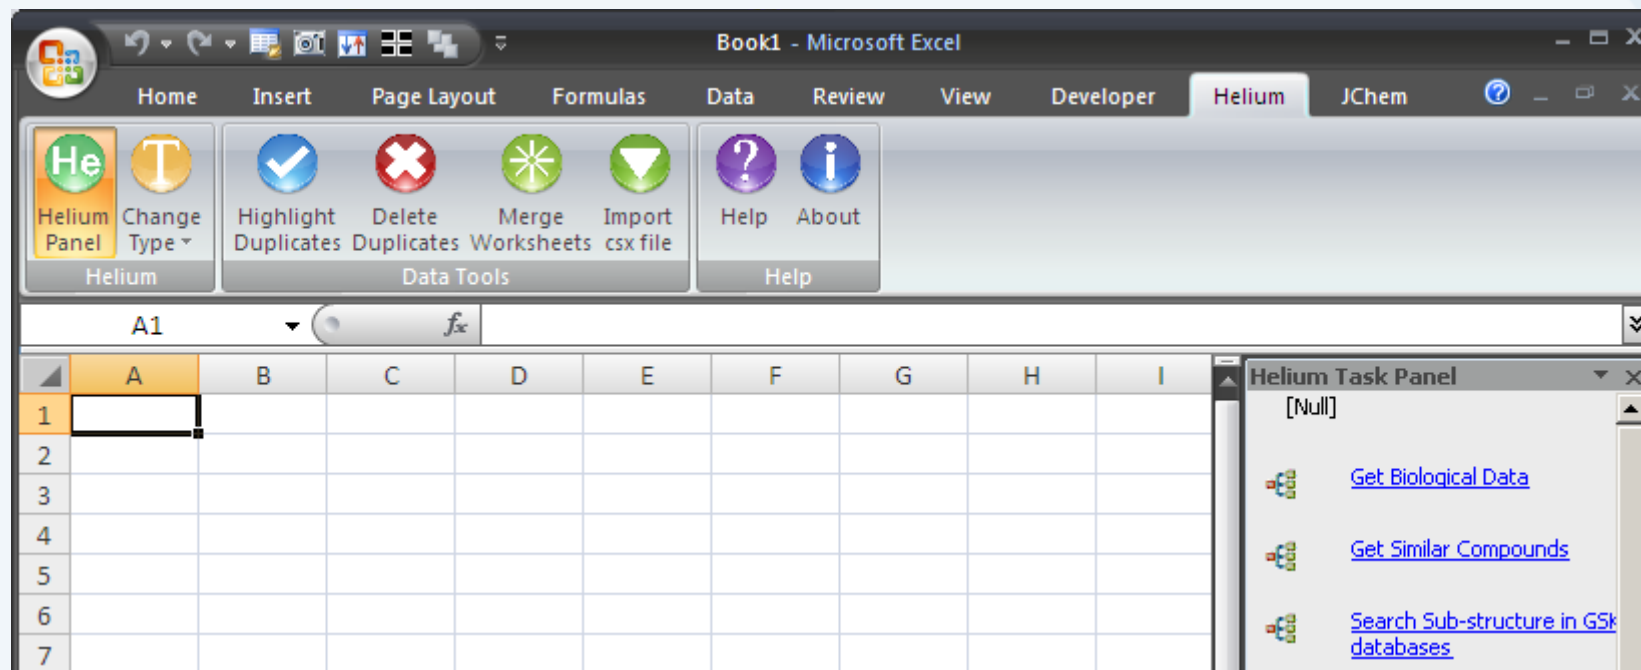 Book1 - Microsoft Excel
Home Insert Page Layout Formulas Data Review View Developer Helium JChem
He T ? i
Helium Change Highlight Delete Merge Import Help About
Panel Type Duplicates Duplicates Worksheets csx file
Helium Data Tools Help
A1 fx
A B C D E F G H I Helium Task Panel
1 [Null]
2
3 Get Biological Data
4
5 Get Similar Compounds
6 Search Sub-structure in GSK
7 databases